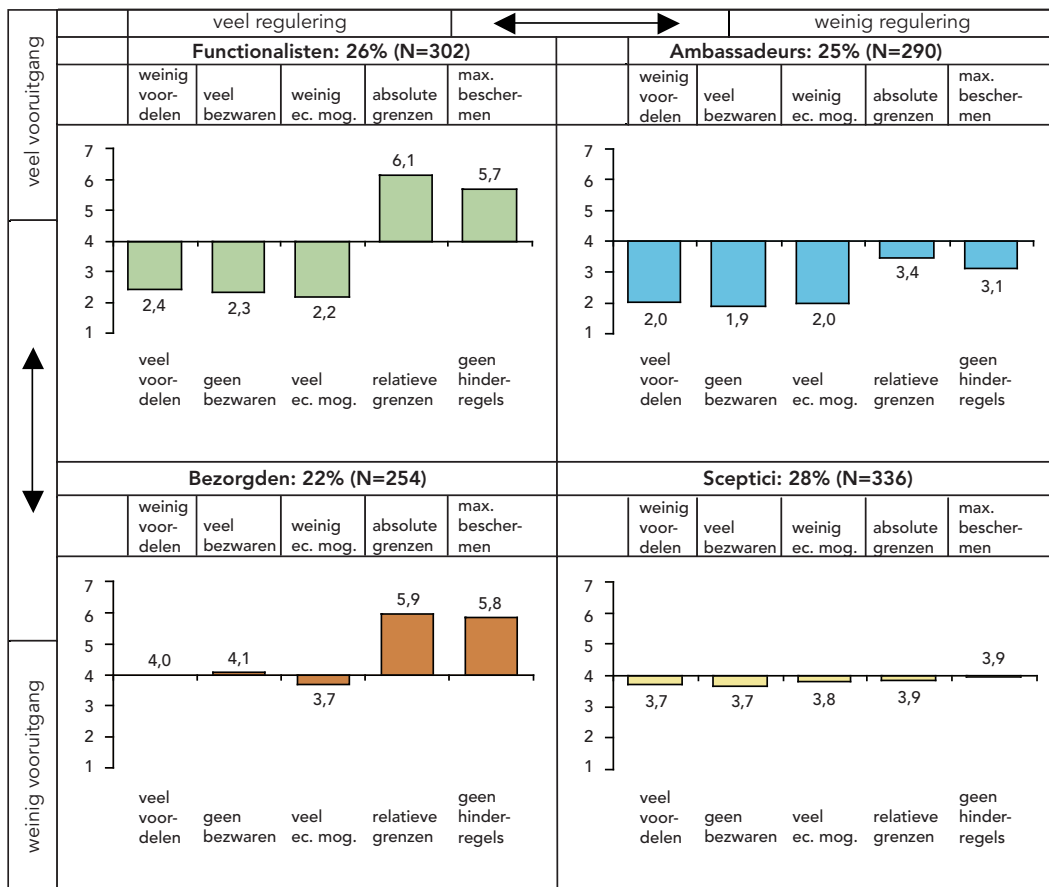 veel regulering
weinig regulering
veel vooruitgang
weinig vooruitgang
Functionalisten: 26% (N=302)
weinig voor-delen
veel bezwaren
weinig ec. mog.
absolute grenzen
max. bescher-men
7
6
5
4
3
2
1
2,4
2,3
2,2
6,1
5,7
veel voor-delen
geen bezwaren
veel ec. mog.
relatieve grenzen
geen hinder-regels
Ambassadeurs: 25% (N=290)
weinig voor-delen
veel bezwaren
weinig ec. mog.
absolute grenzen
max. bescher-men
7
6
5
4
3
2
1
2,0
1,9
2,0
3,4
3,1
veel voor-delen
geen bezwaren
veel ec. mog.
relatieve grenzen
geen hinder-regels
Bezorgden: 22% (N=254)
weinig voor-delen
veel bezwaren
weinig ec. mog.
absolute grenzen
max. bescher-men
7
6
5
4
3
2
1
4,0
4,1
3,7
5,9
5,8
veel voor-delen
geen bezwaren
veel ec. mog.
relatieve grenzen
geen hinder-regels
Sceptici: 28% (N=336)
weinig voor-delen
veel bezwaren
weinig ec. mog.
absolute grenzen
max. bescher-men
7
6
5
4
3
2
1
3,7
3,7
3,8
3,9
3,9
veel voor-delen
geen bezwaren
veel ec. mog.
relatieve grenzen
geen hinder-regels